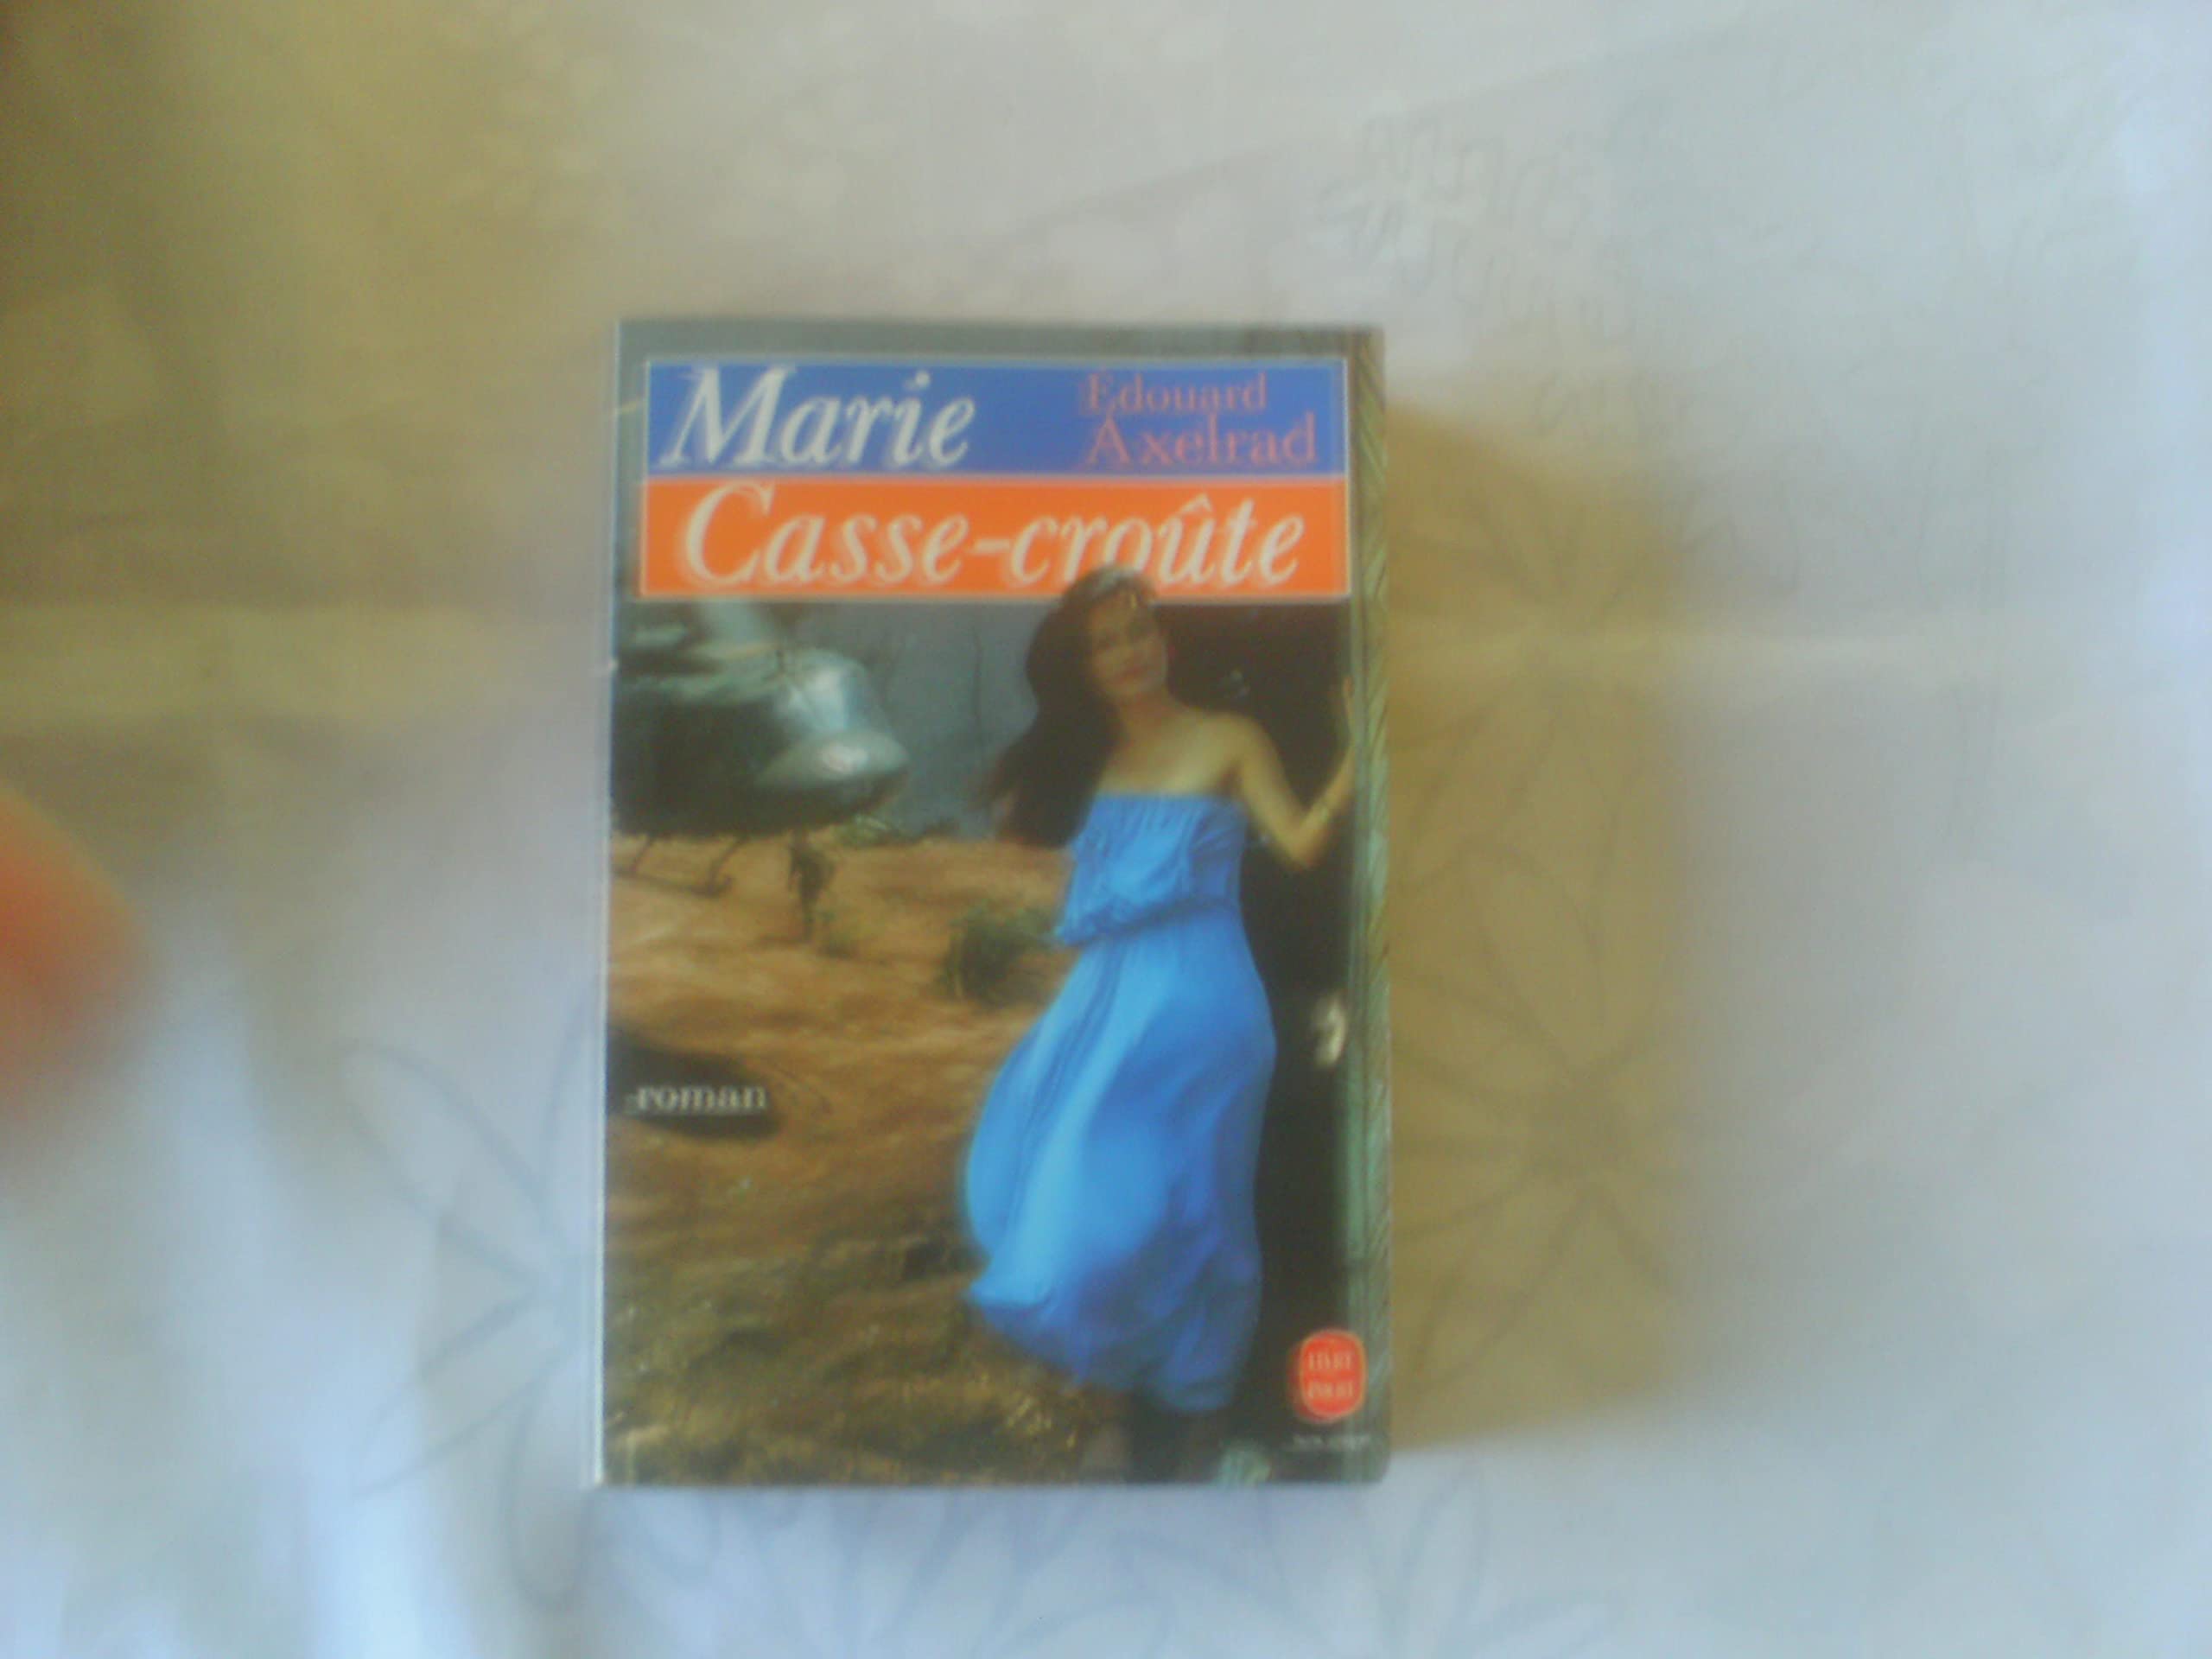 Marie
Edouard
Axelrad
Casse-croûte
roman